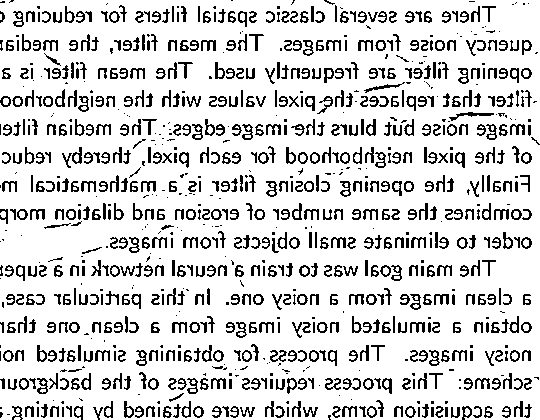 There are several classic spatial filters for reducing
quency noise from images. The mean filter, the median
opening filter are frequently used. The mean filter is a
filter that replaces the pixel values with the neighborhoo
image noise but blurs the image edges. The median filte
of the pixel neighborhood for each pixel, thereby reduc
Finally, the opening closing filter is a mathematical m
combines the same number of erosion and dilation morp
order to eliminate small objects from images.
The main goal was to train a neural network in a super
a clean image from a noisy one. In this particular case,
obtain a simulated noisy image from a clean one than
noisy images. The process for obtaining simulated noi
scheme: This process requires images of the backgroun
the acquisition forms, which were obtained by printing a